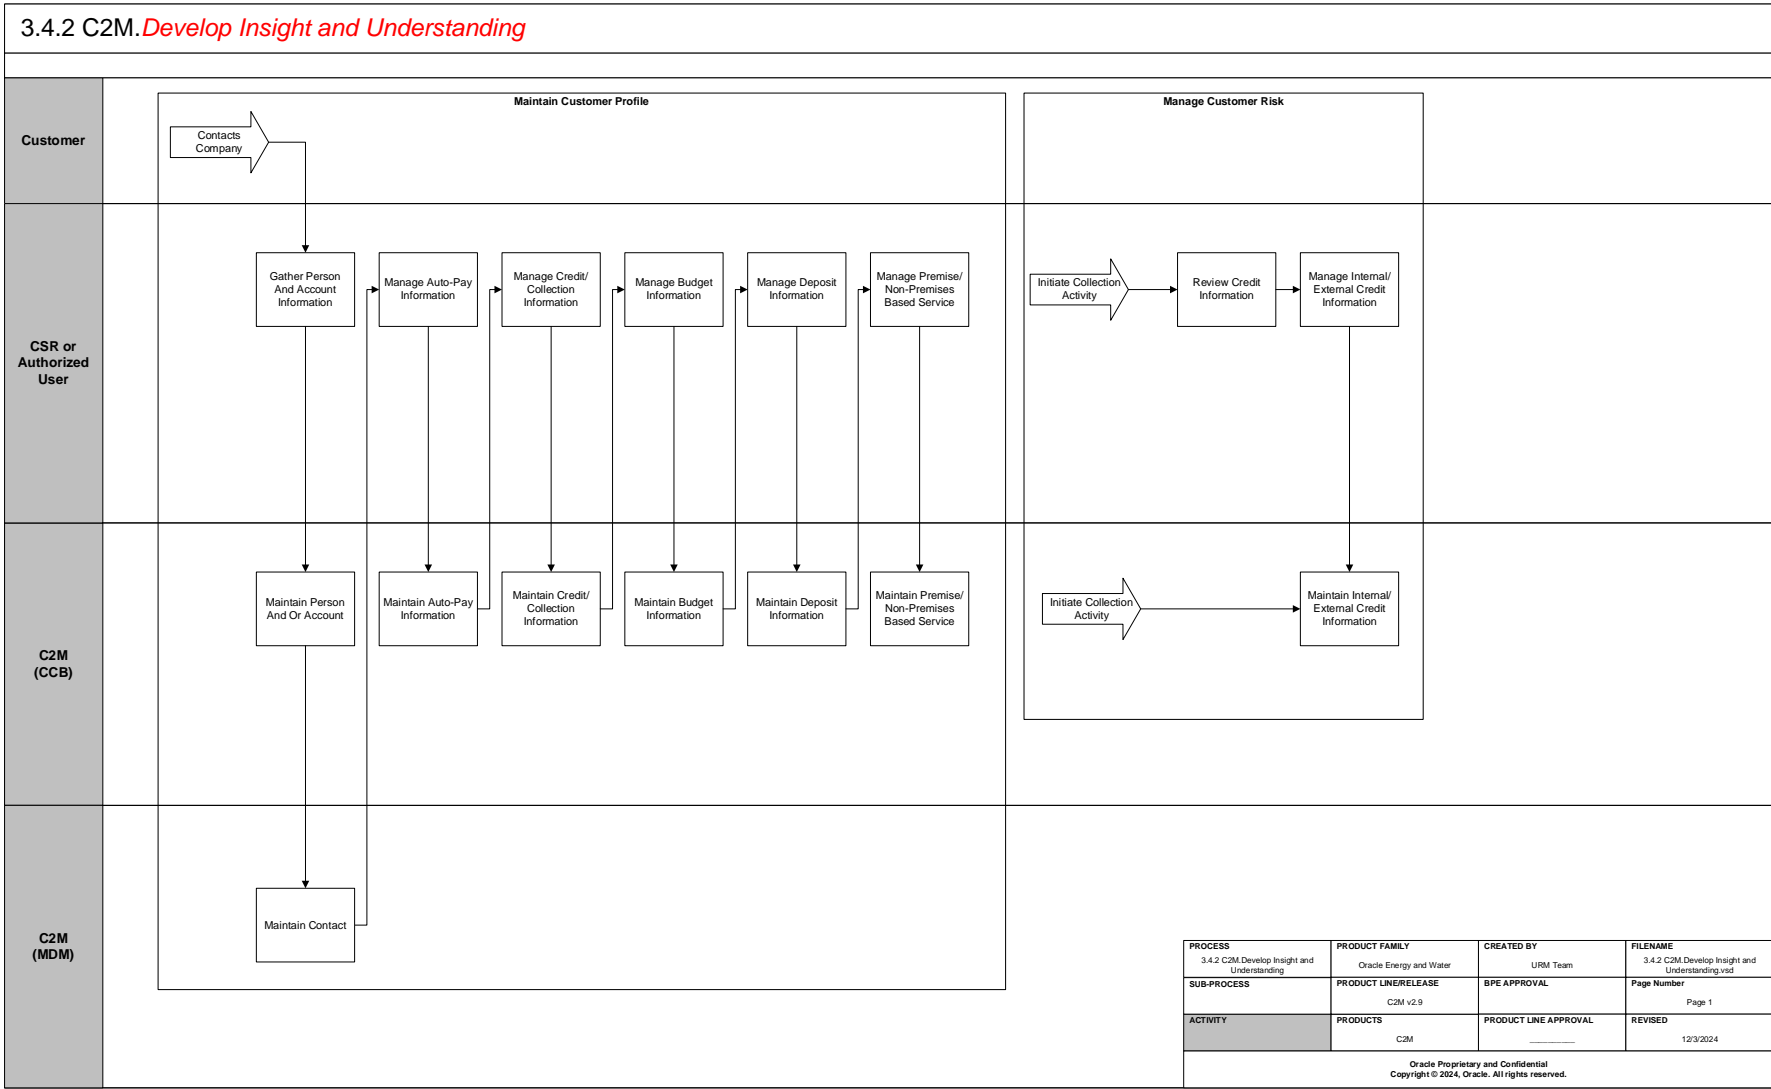 3.4.2 C2M.Develop Insight and Understanding
Customer
Maintain Customer Profile
Contacts
Company
Manage Customer Risk
CSR or
Authorized
User
Gather Person
And Account
Information
Manage Auto-Pay
Information
Manage Credit/
Collection
Information
Manage Budget
Information
Manage Deposit
Information
Manage Premise/
Non-Premises
Based Service
Initiate Collection
Activity
Review Credit
Information
Manage Internal/
External Credit
Information
C2M
(CCB)
Maintain Person
And Or Account
Maintain Auto-Pay
Information
Maintain Credit/
Collection
Information
Maintain Budget
Information
Maintain Deposit
Information
Maintain Premise/
Non-Premises
Based Service
Initiate Collection
Activity
Maintain Internal/
External Credit
Information
C2M
(MDM)
Maintain Contact
PROCESS
3.4.2 C2M.Develop Insight and
Understanding
PRODUCT FAMILY
Oracle Energy and Water
CREATED BY
URM Team
FILENAME
3.4.2 C2M.Develop Insight and
Understanding.vsd
SUB-PROCESS
PRODUCT LINE/RELEASE
C2M v2.9
BPE APPROVAL
Page Number
Page 1
ACTIVITY
PRODUCTS
C2M
PRODUCT LINE APPROVAL
REVISED
12/3/2024
Oracle Proprietary and Confidential
Copyright © 2024, Oracle. All rights reserved.